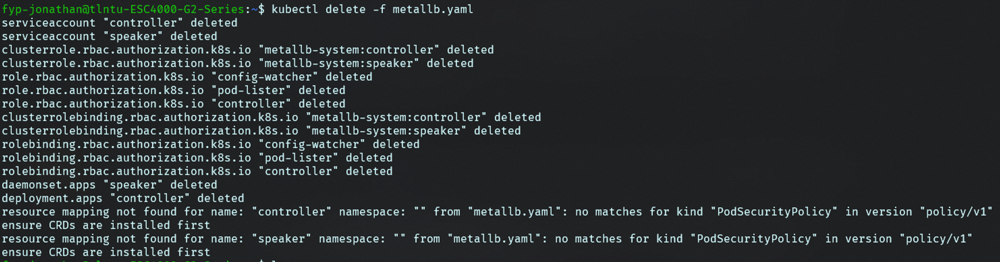 fyp-jonathan@tlntu-ESC4000-G2-Series:~$ kubectl delete -f metallb.yaml
serviceaccount "controller" deleted
serviceaccount "speaker" deleted
clusterrole.rbac.authorization.k8s.io "metallb-system:controller" deleted
clusterrole.rbac.authorization.k8s.io "metallb-system:speaker" deleted
role.rbac.authorization.k8s.io "config-watcher" deleted
role.rbac.authorization.k8s.io "pod-lister" deleted
role.rbac.authorization.k8s.io "controller" deleted
clusterrolebinding.rbac.authorization.k8s.io "metallb-system:controller" deleted
clusterrolebinding.rbac.authorization.k8s.io "metallb-system:speaker" deleted
rolebinding.rbac.authorization.k8s.io "config-watcher" deleted
rolebinding.rbac.authorization.k8s.io "pod-lister" deleted
rolebinding.rbac.authorization.k8s.io "controller" deleted
daemonset.apps "speaker" deleted
deployment.apps "controller" deleted
resource mapping not found for name: "controller" namespace: "" from "metallb.yaml": no matches for kind "PodSecurityPolicy" in version "policy/v1"
ensure CRDs are installed first
resource mapping not found for name: "speaker" namespace: "" from "metallb.yaml": no matches for kind "PodSecurityPolicy" in version "policy/v1"
ensure CRDs are installed first